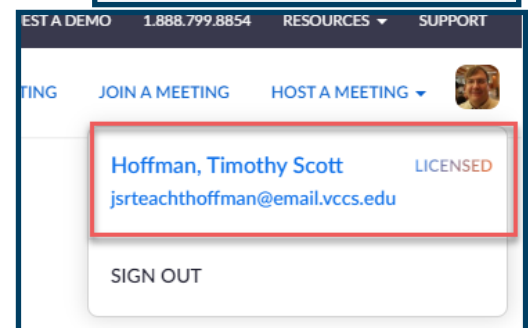 EST A DEMO 1.888.799.8854 RESOURCES SUPPORT
TING JOIN A MEETING HOST A MEETING
Hoffman, Timothy Scott LICENSED
jsrteachthoffman@email.vccs.edu
SIGN OUT